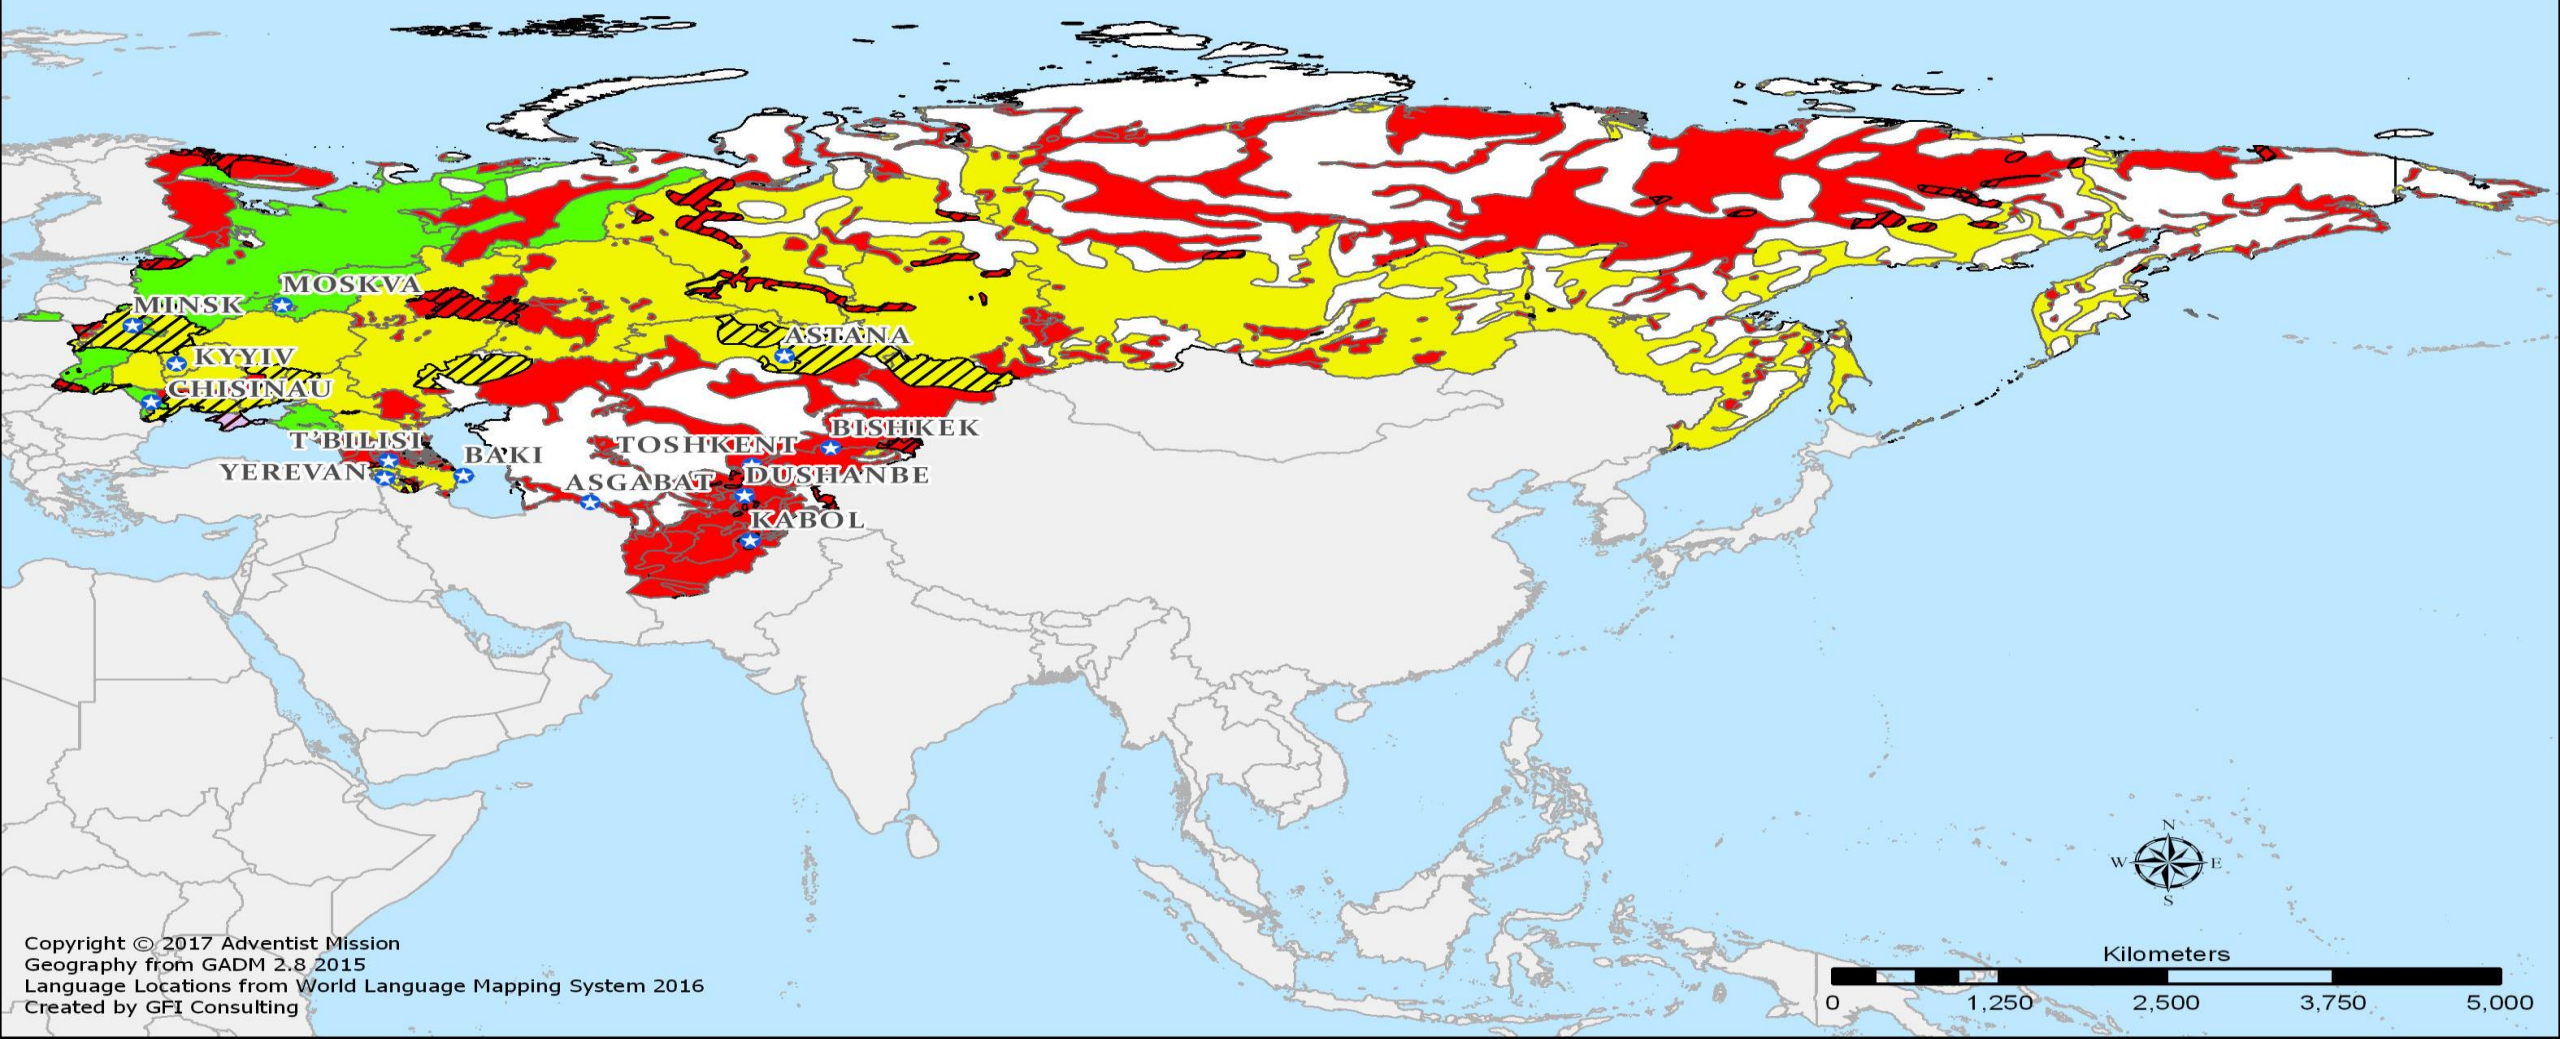 MOSKVA
MINSK
ASTANA
KYYIV
CHISINAU
BISHKEK
T'BILISI
TOSHKENT
BAKI
YEREVAN
DUSHANBE
ASGABAT
KABOL
N
W E
S
Copyright © 2017 Adventist Mission
Geography from GADM 2.8 2015
Language Locations from World Language Mapping System 2016
Created by GFI Consulting
Kilometers
0 1,250 2,500 3,750 5,000